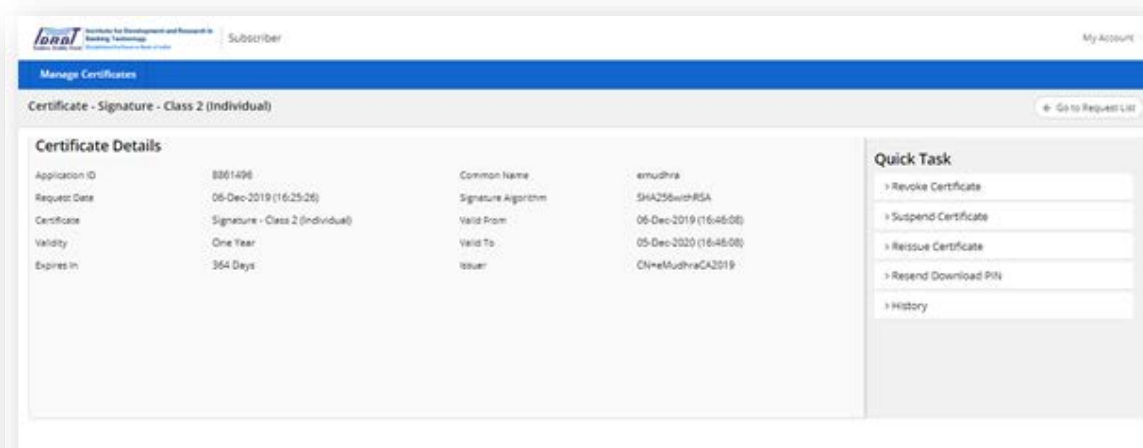 IDRBT Institute for Development and Research in
Banking Technology
Subscriber
My Account
Manage Certificates
Certificate - Signature - Class 2 (Individual)
← Go to Request List
Certificate Details
Application ID 8861496 Common Name emudhra
Request Date 06-Dec-2019 (16:25:26) Signature Algorithm SHA256withRSA
Certificate Signature - Class 2 (Individual) Valid From 06-Dec-2019 (16:46:08)
Validity One Year Valid To 05-Dec-2020 (16:46:08)
Expires In 364 Days Issuer CN=eMudhraCA2019
Quick Task
> Revoke Certificate
> Suspend Certificate
> Reissue Certificate
> Resend Download PIN
> History